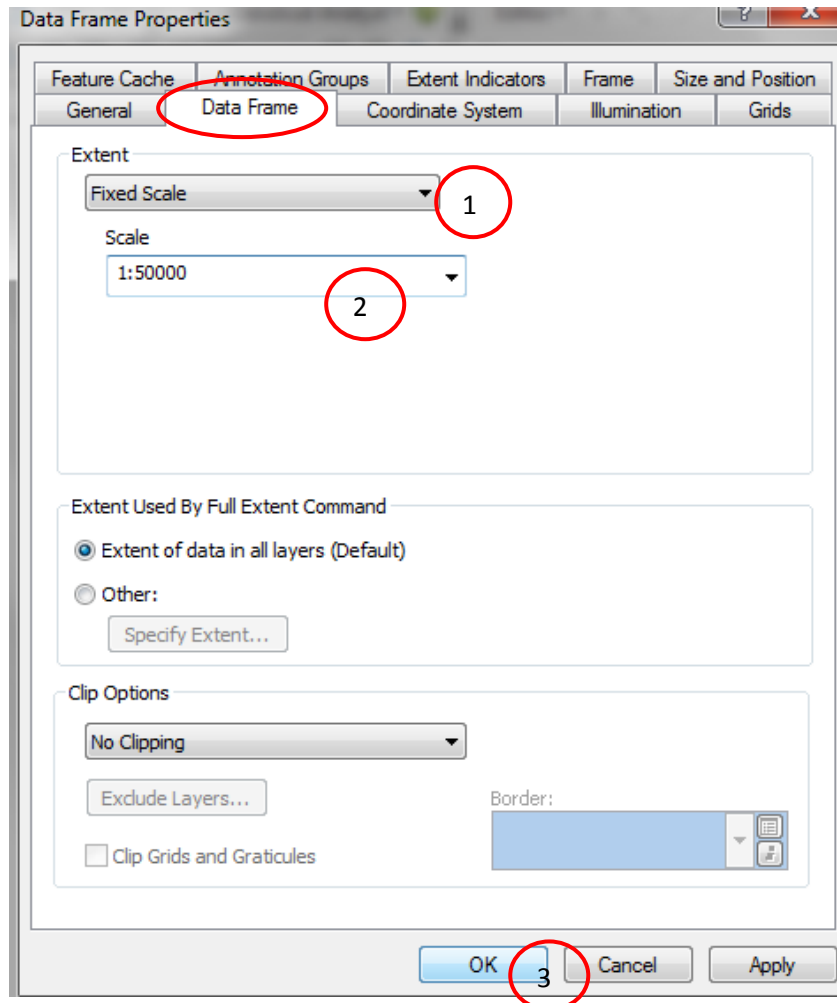 Data Frame Properties
?
Feature Cache Annotation Groups Extent Indicators Frame Size and Position
General Data Frame Coordinate System Illumination Grids
Extent
Fixed Scale
1
Scale
1:50000
2
Extent Used By Full Extent Command
Extent of data in all layers (Default)
Other:
Specify Extent...
Clip Options
No Clipping
Exclude Layers...
Border:
Clip Grids and Graticules
OK 3 Cancel Apply